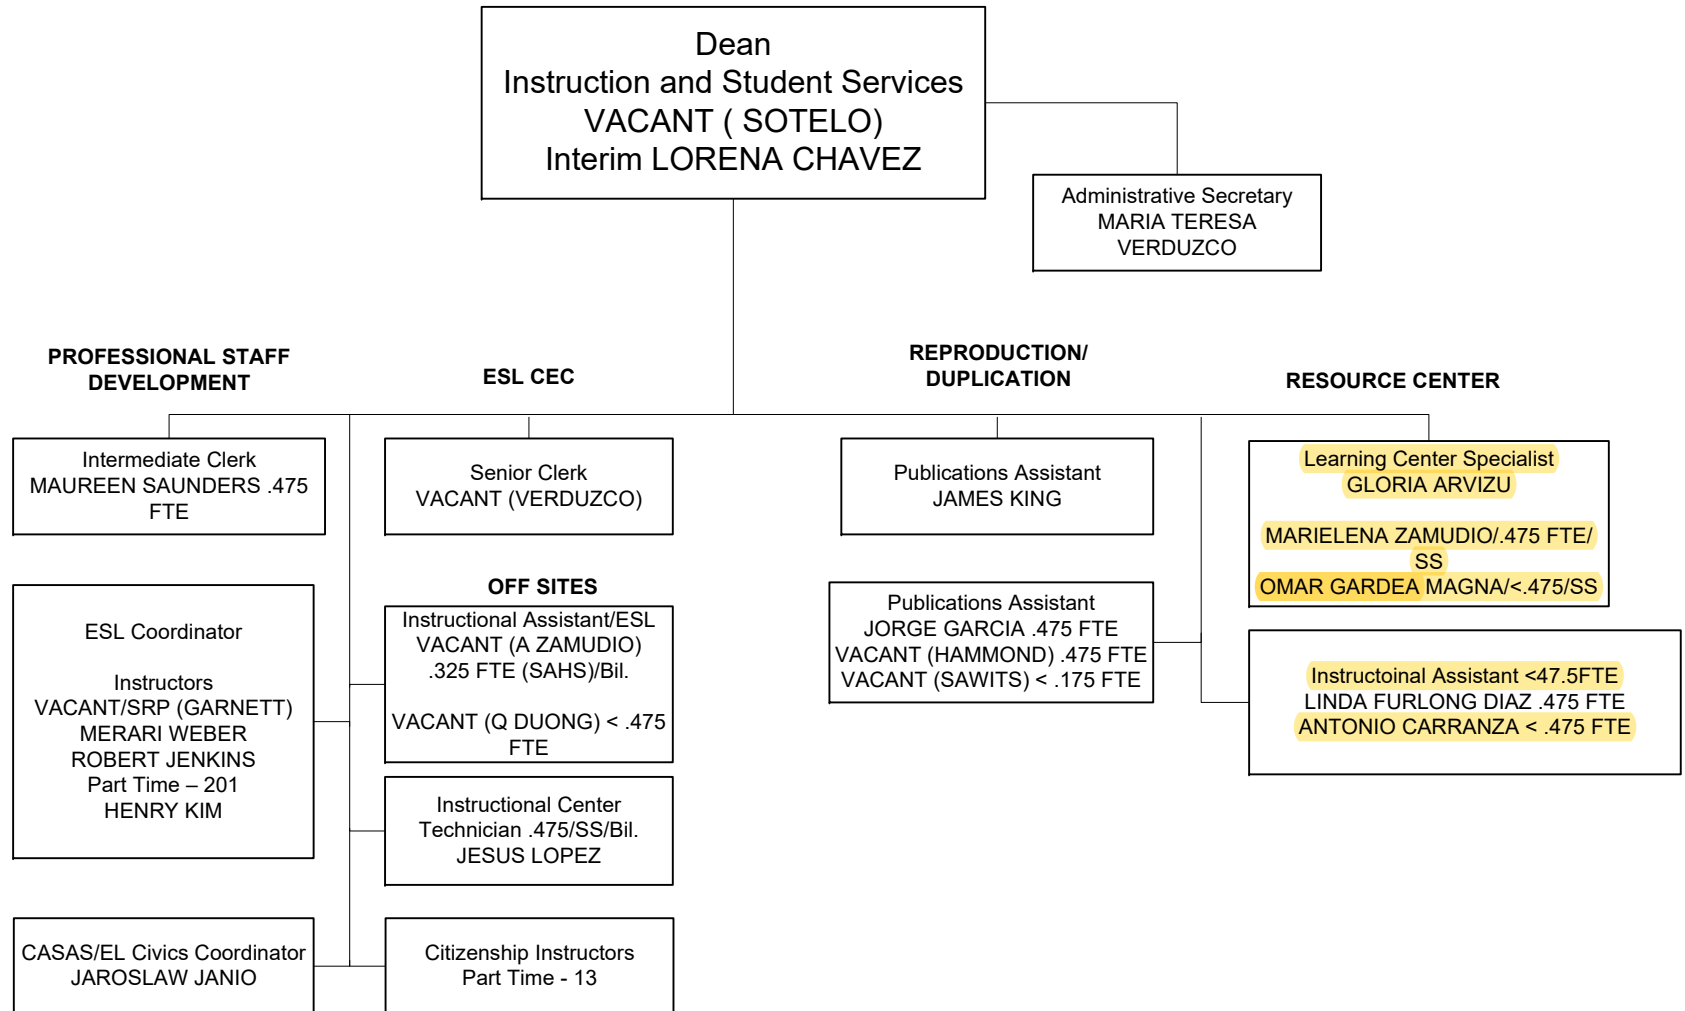 Dean
Instruction and Student Services
VACANT ( SOTELO)
Interim LORENA CHAVEZ
Administrative Secretary
MARIA TERESA
VERDUZCO
PROFESSIONAL STAFF
DEVELOPMENT
ESL CEC
REPRODUCTION/
DUPLICATION
RESOURCE CENTER
Intermediate Clerk
MAUREEN SAUNDERS .475
FTE
Senior Clerk
VACANT (VERDUZCO)
Publications Assistant
JAMES KING
Learning Center Specialist
GLORIA ARVIZU
MARIELENA ZAMUDIO/.475 FTE/
SS
OMAR GARDEA MAGNA/<.475/SS
ESL Coordinator
Instructors
VACANT/SRP (GARNETT)
MERARI WEBER
ROBERT JENKINS
Part Time – 201
HENRY KIM
OFF SITES
Instructional Assistant/ESL
VACANT (A ZAMUDIO)
.325 FTE (SAHS)/Bil.
VACANT (Q DUONG) < .475
FTE
Publications Assistant
JORGE GARCIA .475 FTE
VACANT (HAMMOND) .475 FTE
VACANT (SAWITS) < .175 FTE
Instructoinal Assistant <47.5FTE
LINDA FURLONG DIAZ .475 FTE
ANTONIO CARRANZA < .475 FTE
Instructional Center
Technician .475/SS/Bil.
JESUS LOPEZ
CASAS/EL Civics Coordinator
JAROSLAW JANIO
Citizenship Instructors
Part Time - 13